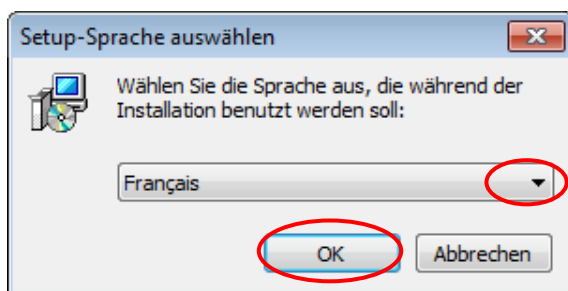 Setup-Sprache auswählen
Wählen Sie die Sprache aus, die während der
Installation benutzt werden soll:
Français
OK
Abbrechen